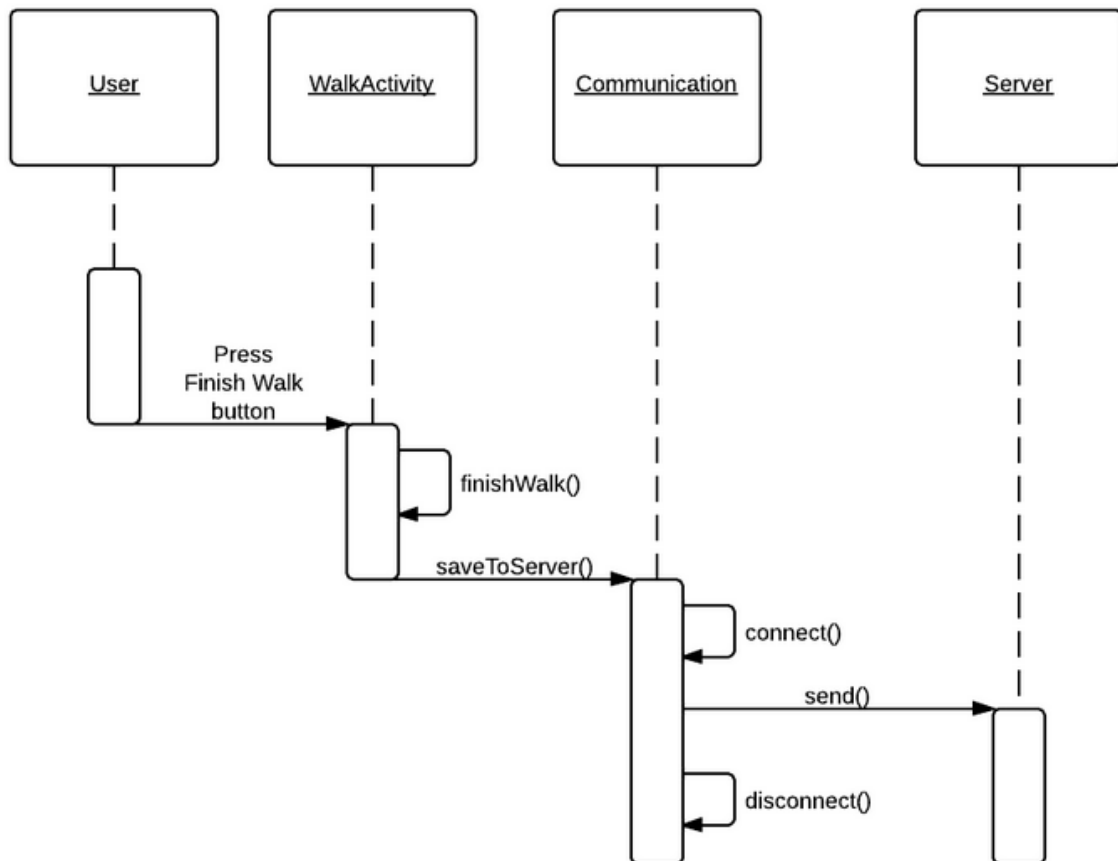 User
WalkActivity
Communication
Server
Press
Finish Walk
button
finishWalk()
saveToServer()
connect()
send()
disconnect()